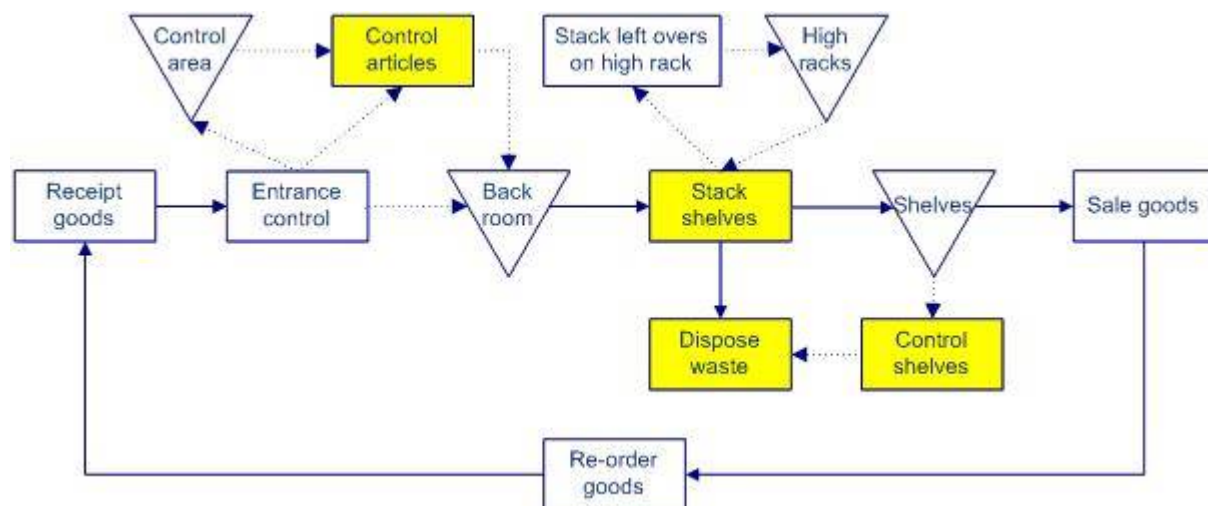 Control
area
Control
articles
Stack left overs
on high rack
High
racks
Receipt
goods
Entrance
control
Back
room
Stack
shelves
Shelves
Sale goods
Dispose
waste
Control
shelves
Re-order
goods